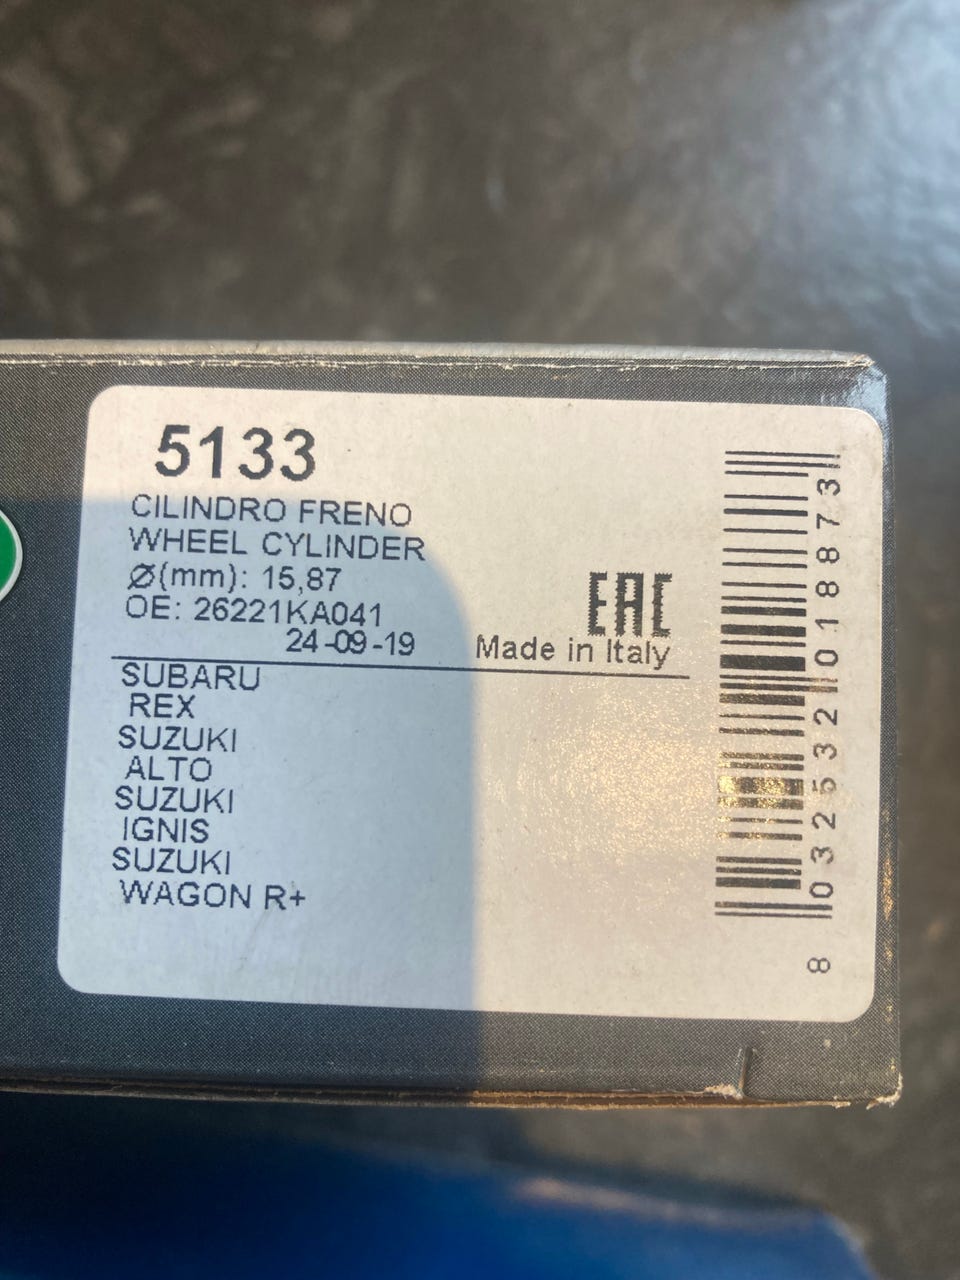 5133
CILINDRO FRENO
WHEEL CYLINDER
Ø(mm): 15,87
OE: 26221KA041
24-09-19
EAC
Made in Italy
SUBARU
REX
SUZUKI
ALTO
SUZUKI
IGNIS
SUZUKI
WAGON R+
8 032532 018873